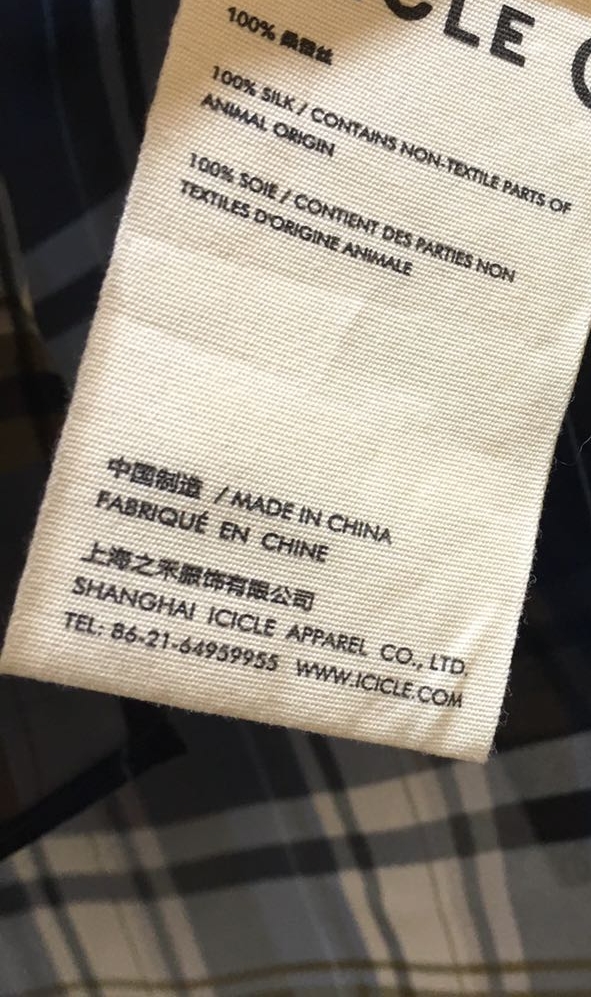 ICICLE
100% 桑蚕丝
100% SILK / CONTAINS NON-TEXTILE PARTS OF
ANIMAL ORIGIN
100% SOIE / CONTIENT DES PARTIES NON
TEXTILES D'ORIGINE ANIMALE
中国制造 / MADE IN CHINA
FABRIQUÉ EN CHINE
上海之禾服饰有限公司
SHANGHAI ICICLE APPAREL CO., LTD.
TEL: 86-21-64959955 WWW.ICICLE.COM